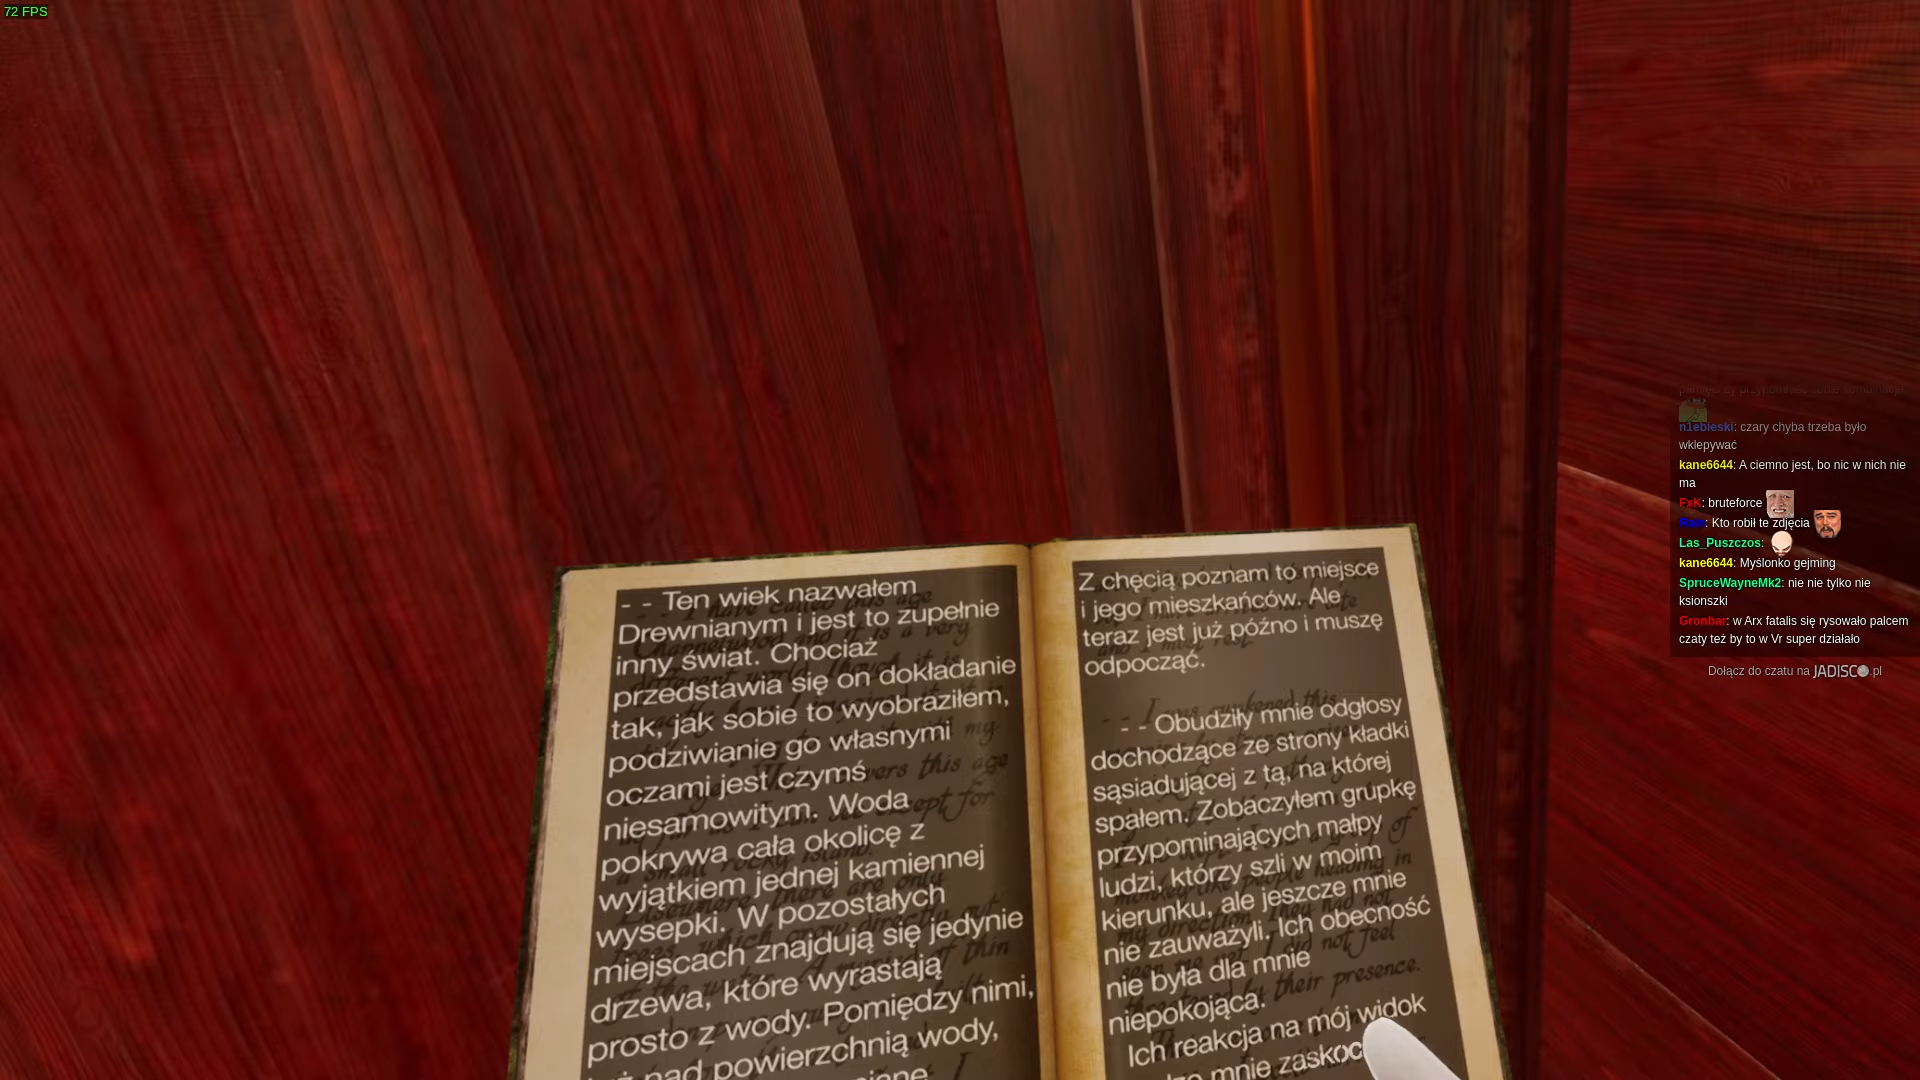 72 FPS
- - Ten wiek nazwałem
Drewnianym i jest to zupełnie
inny świat. Chociaż
przedstawia się on dokładanie
tak, jak sobie to wyobraziłem,
podziwianie go własnymi
oczami jest czymś
niesamowitym. Woda
pokrywa cała okolicę z
wyjątkiem jednej kamiennej
wysepki. W pozostałych
miejscach znajdują się jedynie
drzewa, które wyrastają
prosto z wody. Pomiędzy nimi,
nad powierzchnią wody,
Z chęcią poznam to miejsce
i jego mieszkańców. Ale
teraz jest już późno i muszę
odpocząć.
- - Obudziły mnie odgłosy
dochodzące ze strony kładki
sąsiadującej z tą, na której
spałem. Zobaczyłem grupkę
przypominających małpy
ludzi, którzy szli w moim
kierunku, ale jeszcze mnie
nie zauważyli. Ich obecność
nie była dla mnie
niepokojąca.
Ich reakcja na mój widok
mnie
n1ebieski: czary chyba trzeba było
wklepywać
kane6644: A ciemno jest, bo nic w nich nie
ma
FxK: bruteforce
: Kto robił te zdjęcia
Las_Puszczos:
kane6644: Myślonko gejming
SpruceWayneMk2: nie nie tylko nie
ksionszki
Gronbar: w Arx fatalis się rysowało palcem
czaty też by to w Vr super działało
Dołącz do czatu na JADISCO.pl